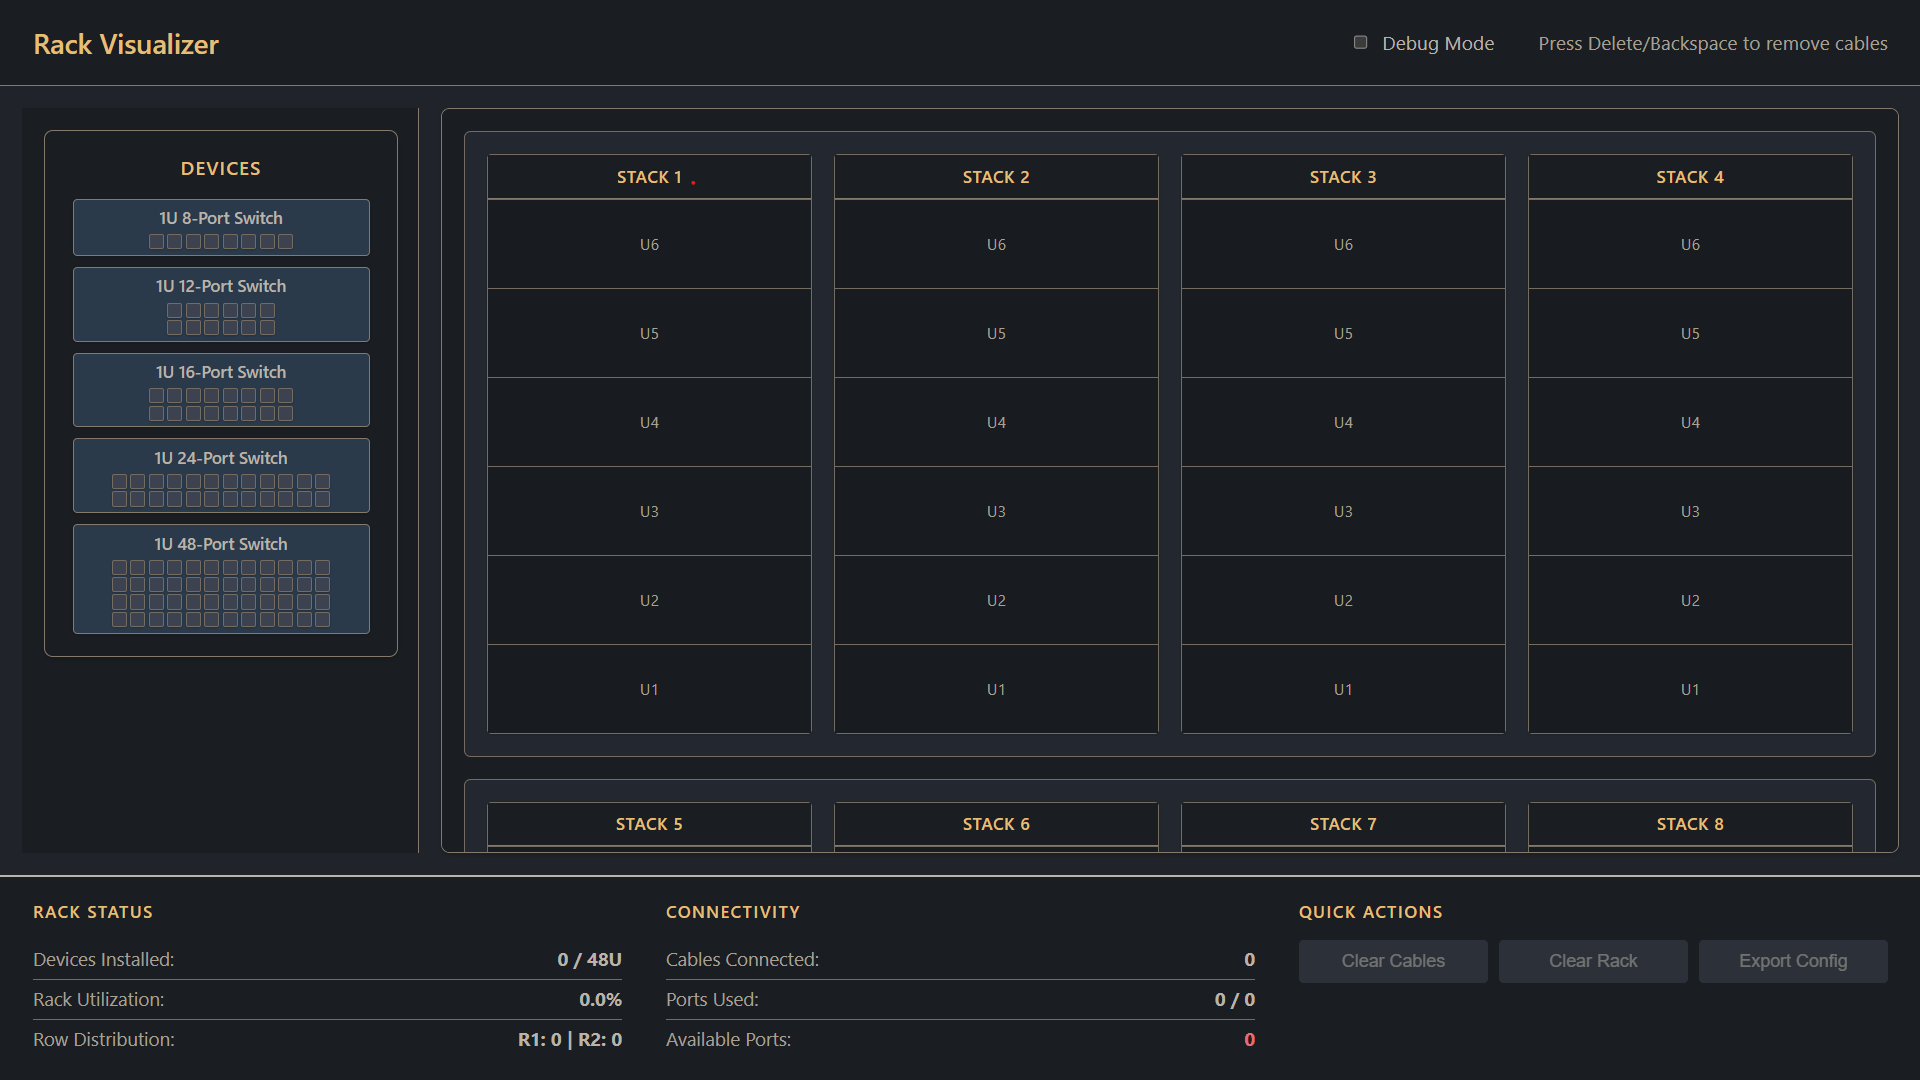 Rack Visualizer
Debug Mode
Press Delete/Backspace to remove cables
DEVICES
1U 8-Port Switch
1U 12-Port Switch
1U 16-Port Switch
1U 24-Port Switch
1U 48-Port Switch
STACK 1
U6
U5
U4
U3
U2
U1
STACK 2
U6
U5
U4
U3
U2
U1
STACK 3
U6
U5
U4
U3
U2
U1
STACK 4
U6
U5
U4
U3
U2
U1
STACK 5
STACK 6
STACK 7
STACK 8
RACK STATUS
Devices Installed: 0 / 48U
Rack Utilization: 0.0%
Row Distribution: R1: 0 | R2: 0
CONNECTIVITY
Cables Connected: 0
Ports Used: 0 / 0
Available Ports: 0
QUICK ACTIONS
Clear Cables
Clear Rack
Export Config